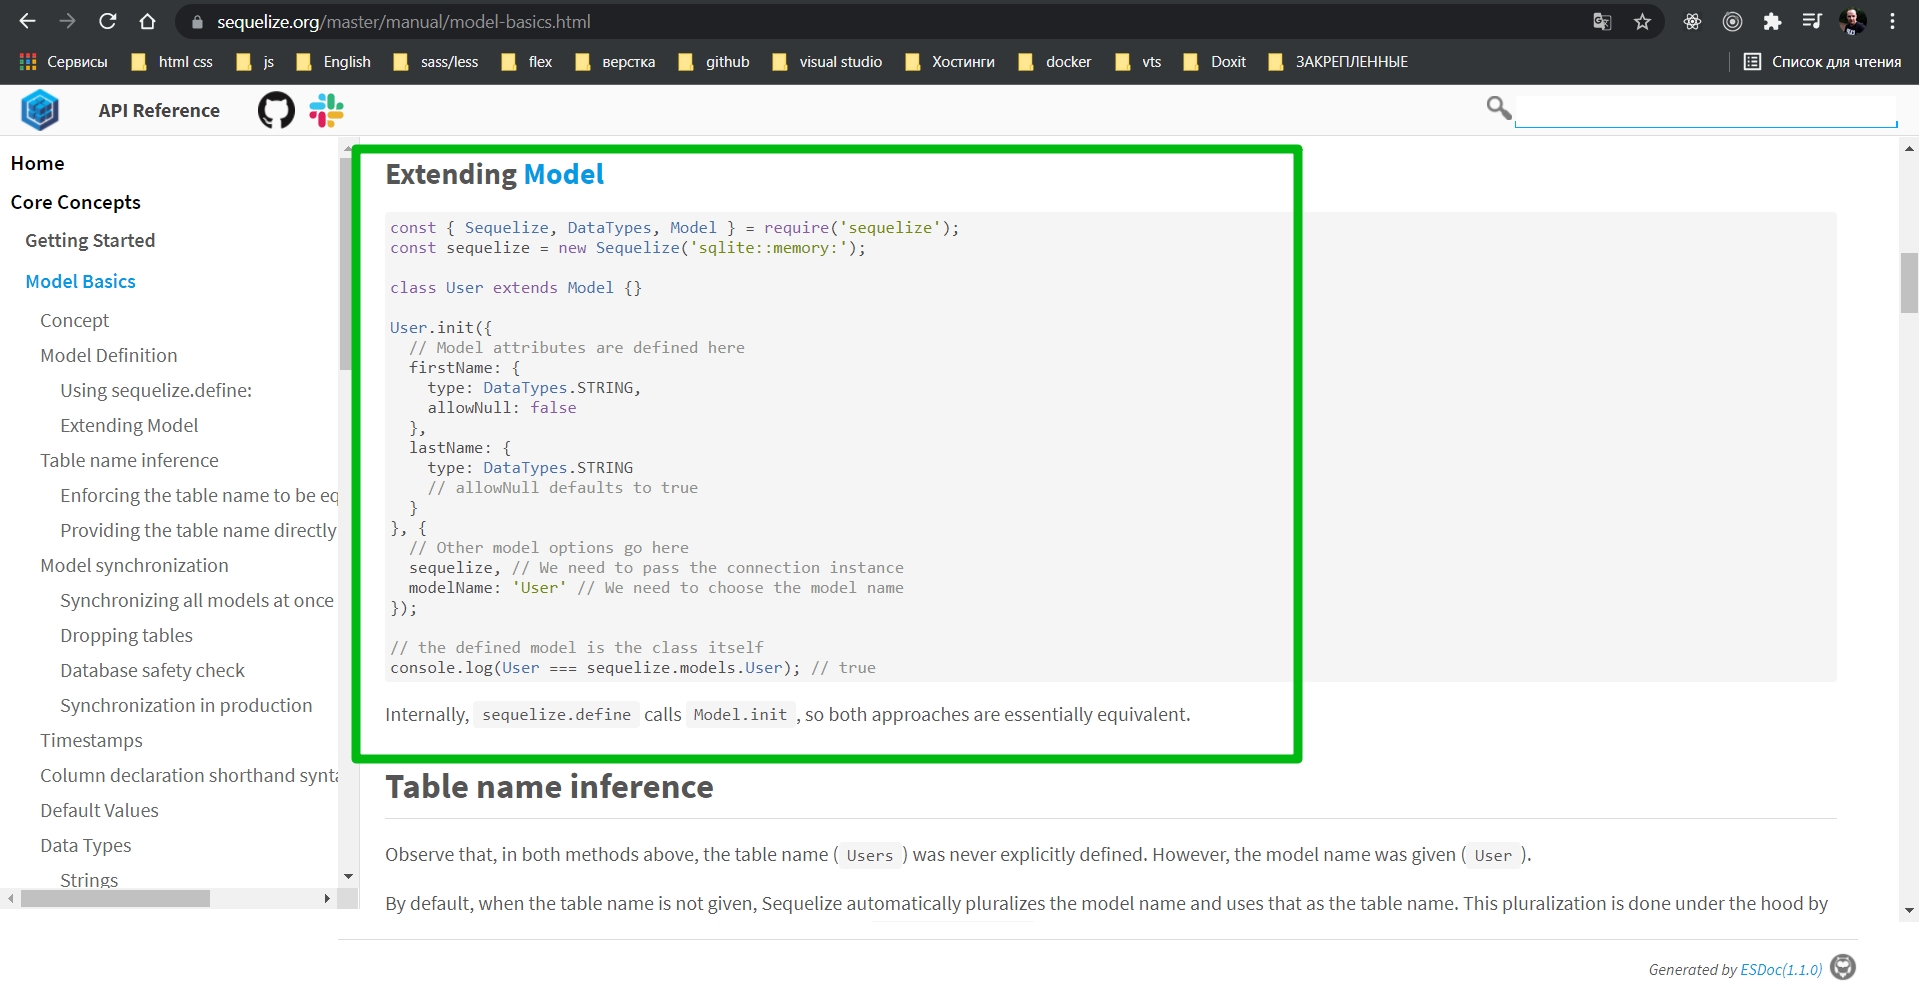 sequelize.org/master/manual/model-basics.html
Сервисы html css js English sass/less flex верстка github visual studio Хостинги docker vts Doxit ЗАКРЕПЛЕННЫЕ Список для чтения
API Reference
Home
Core Concepts
Getting Started
Model Basics
Concept
Model Definition
Using sequelize.define:
Extending Model
Table name inference
Enforcing the table name to be eq
Providing the table name directly
Model synchronization
Synchronizing all models at once
Dropping tables
Database safety check
Synchronization in production
Timestamps
Column declaration shorthand synta
Default Values
Data Types
Strings
Extending Model
const { Sequelize, DataTypes, Model } = require('sequelize');
const sequelize = new Sequelize('sqlite::memory:');
class User extends Model {}
User.init({
  // Model attributes are defined here
  firstName: {
    type: DataTypes.STRING,
    allowNull: false
  },
  lastName: {
    type: DataTypes.STRING
    // allowNull defaults to true
  }
}, {
  // Other model options go here
  sequelize, // We need to pass the connection instance
  modelName: 'User' // We need to choose the model name
});
// the defined model is the class itself
console.log(User === sequelize.models.User); // true
Internally, sequelize.define calls Model.init, so both approaches are essentially equivalent.
Table name inference
Observe that, in both methods above, the table name ( Users ) was never explicitly defined. However, the model name was given ( User ).
By default, when the table name is not given, Sequelize automatically pluralizes the model name and uses that as the table name. This pluralization is done under the hood by
Generated by ESDoc(1.1.0)